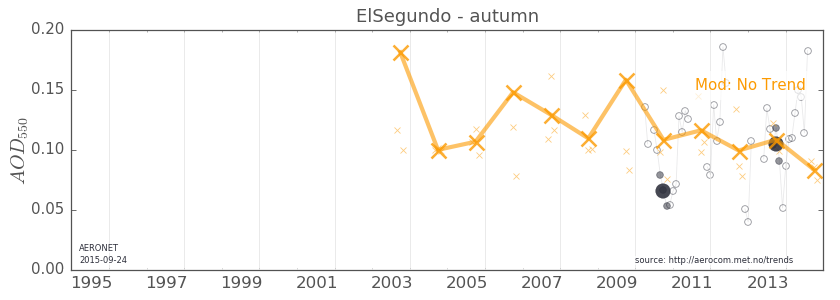 ElSegundo - autumn
0.20
0.15
0.10
0.05
0.00
AOD550
Mod: No Trend
AERONET
2015-09-24
source: http://aerocom.met.no/trends
1995 1997 1999 2001 2003 2005 2007 2009 2011 2013